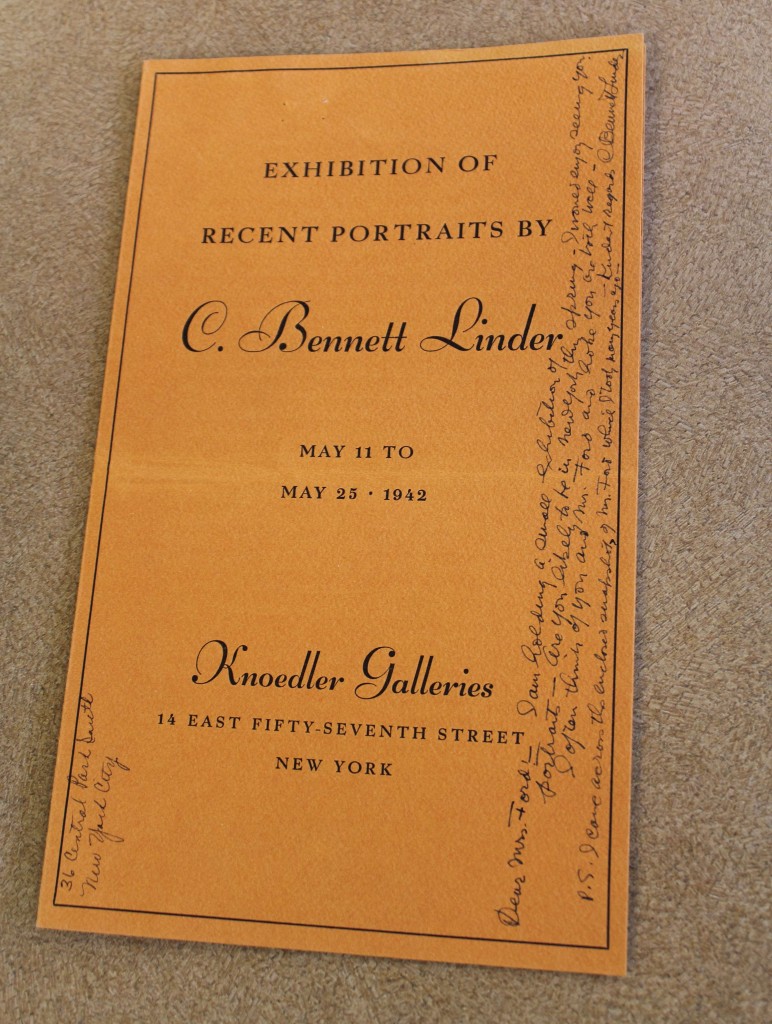 EXHIBITION OF
RECENT PORTRAITS BY
C. Bennett Linder
MAY 11 TO
MAY 25 · 1942
Knoedler Galleries
14 EAST FIFTY-SEVENTH STREET
NEW YORK
36 Central Park South
New York City
Dear Mrs. Ford:— I am holding a small exhibition of
portraits — Are you likely to be in New York this spring - I would enjoy seeing you.
I often think of you and Mr. Ford and hope you are both well —
P.S. I came across the enclosed snapshots of Mr. Ford which I took many years ago — Kindest regards C Bennett Linder